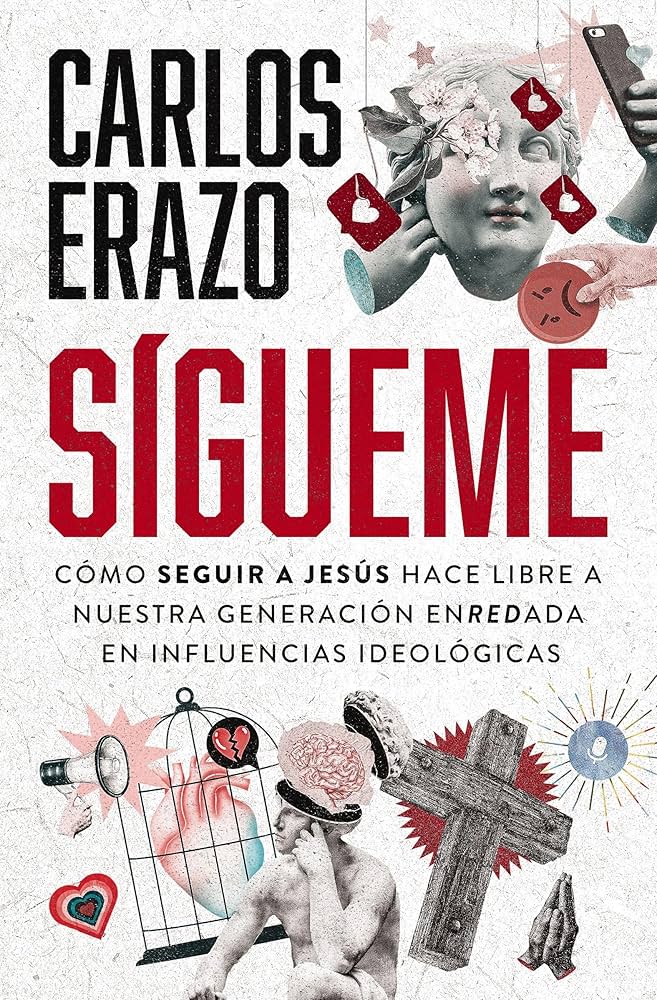 CARLOS
ERAZO
SÍGUEME
CÓMO SEGUIR A JESÚS HACE LIBRE A
NUESTRA GENERACIÓN ENREDADA
EN INFLUENCIAS IDEOLÓGICAS